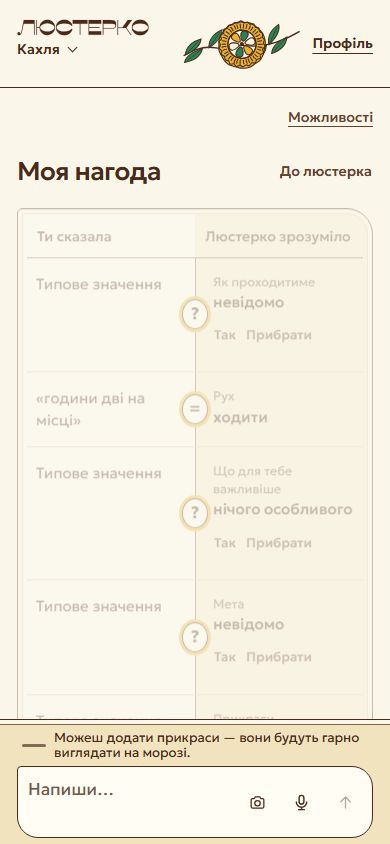 ЛЮСТЕРКО
Кахля
Профіль
Можливості
Моя нагода
До люстерка
Ти сказала
Люстерко зрозуміло
Типове значення
?
Як проходитиме
невідомо
Так Прибрати
«години дві на
місці»
=
Рух
ходити
Типове значення
?
Що для тебе
важливіше
нічого особливого
Так Прибрати
Типове значення
?
Мета
невідомо
Так Прибрати
Можеш додати прикраси — вони будуть гарно
виглядати на морозі.
Напиши...